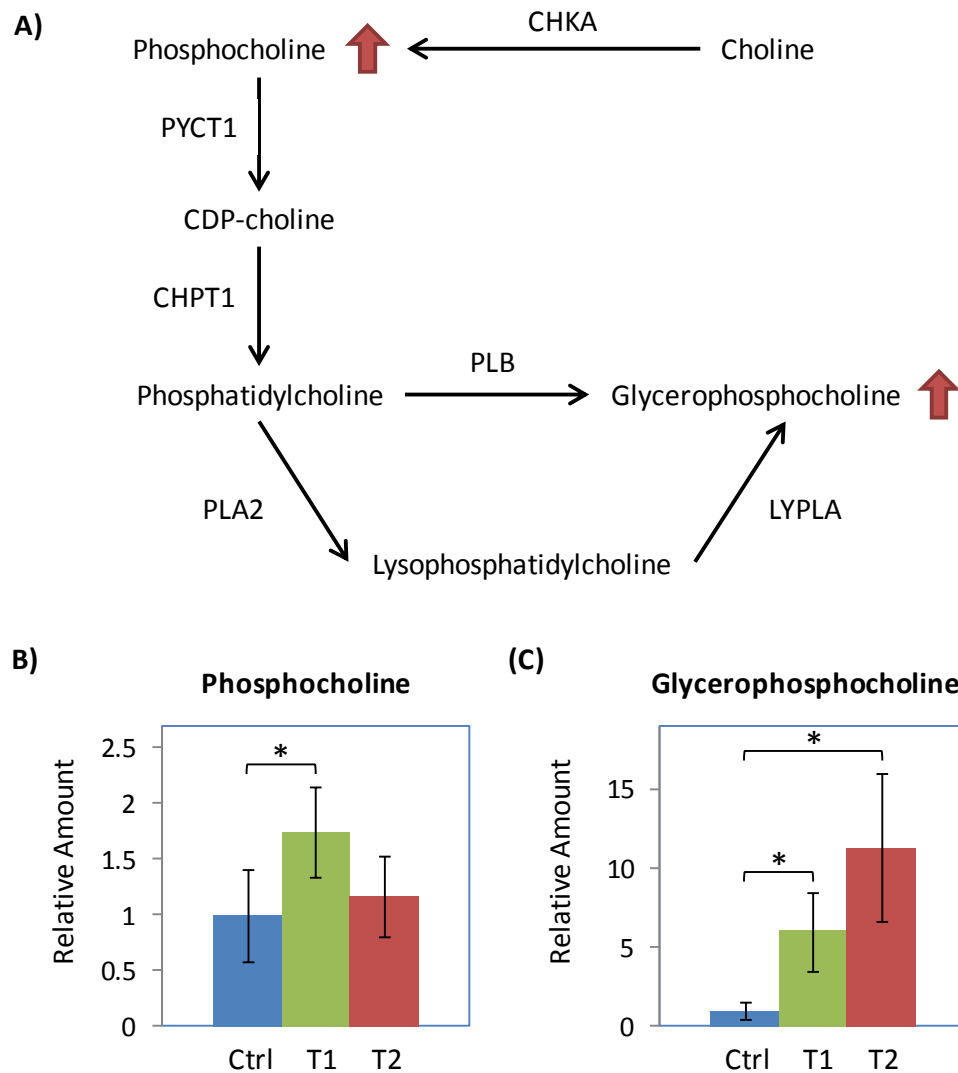 A)
Phosphocholine
CHKA
Choline
PYCT1
CDP-choline
CHPT1
Phosphatidylcholine
PLB
Glycerophosphocholine
PLA2
LYPLA
Lysophosphatidylcholine
B)
Phosphocholine
Relative Amount
2.5
2
1.5
1
0.5
0
*
Ctrl T1 T2
(C)
Glycerophosphocholine
Relative Amount
15
10
5
0
*
*
Ctrl T1 T2